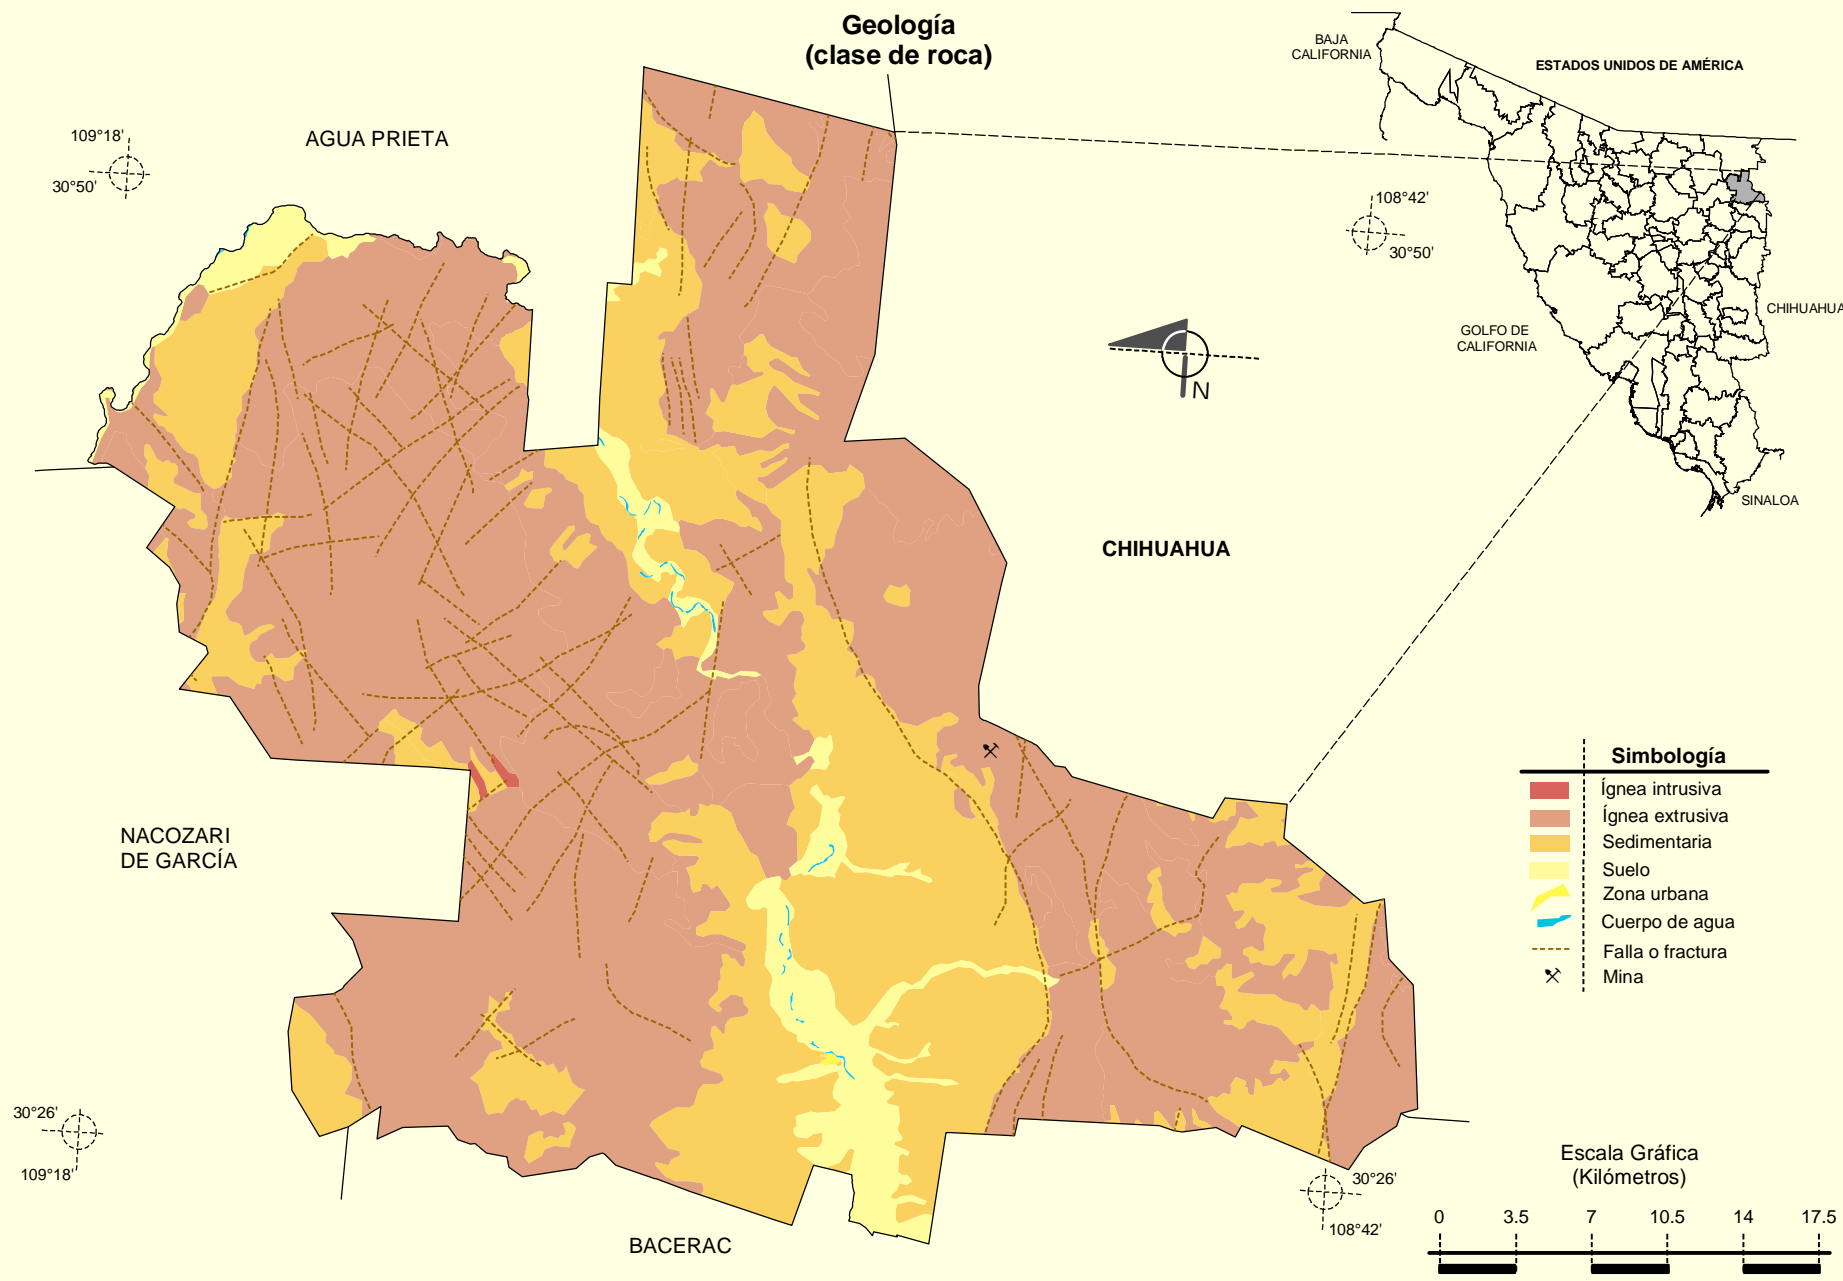 Geología
(clase de roca)
BAJA
CALIFORNIA
ESTADOS UNIDOS DE AMÉRICA
109°18'
30°50'
AGUA PRIETA
108°42'
30°50'
CHIHUAHUA
GOLFO DE
CALIFORNIA
N
SINALOA
CHIHUAHUA
Simbología
Ígnea intrusiva
Ígnea extrusiva
Sedimentaria
Suelo
Zona urbana
Cuerpo de agua
Falla o fractura
Mina
NACOZARI
DE GARCÍA
30°26'
109°18'
30°26'
108°42'
BACERAC
Escala Gráfica
(Kilómetros)
0 3.5 7 10.5 14 17.5